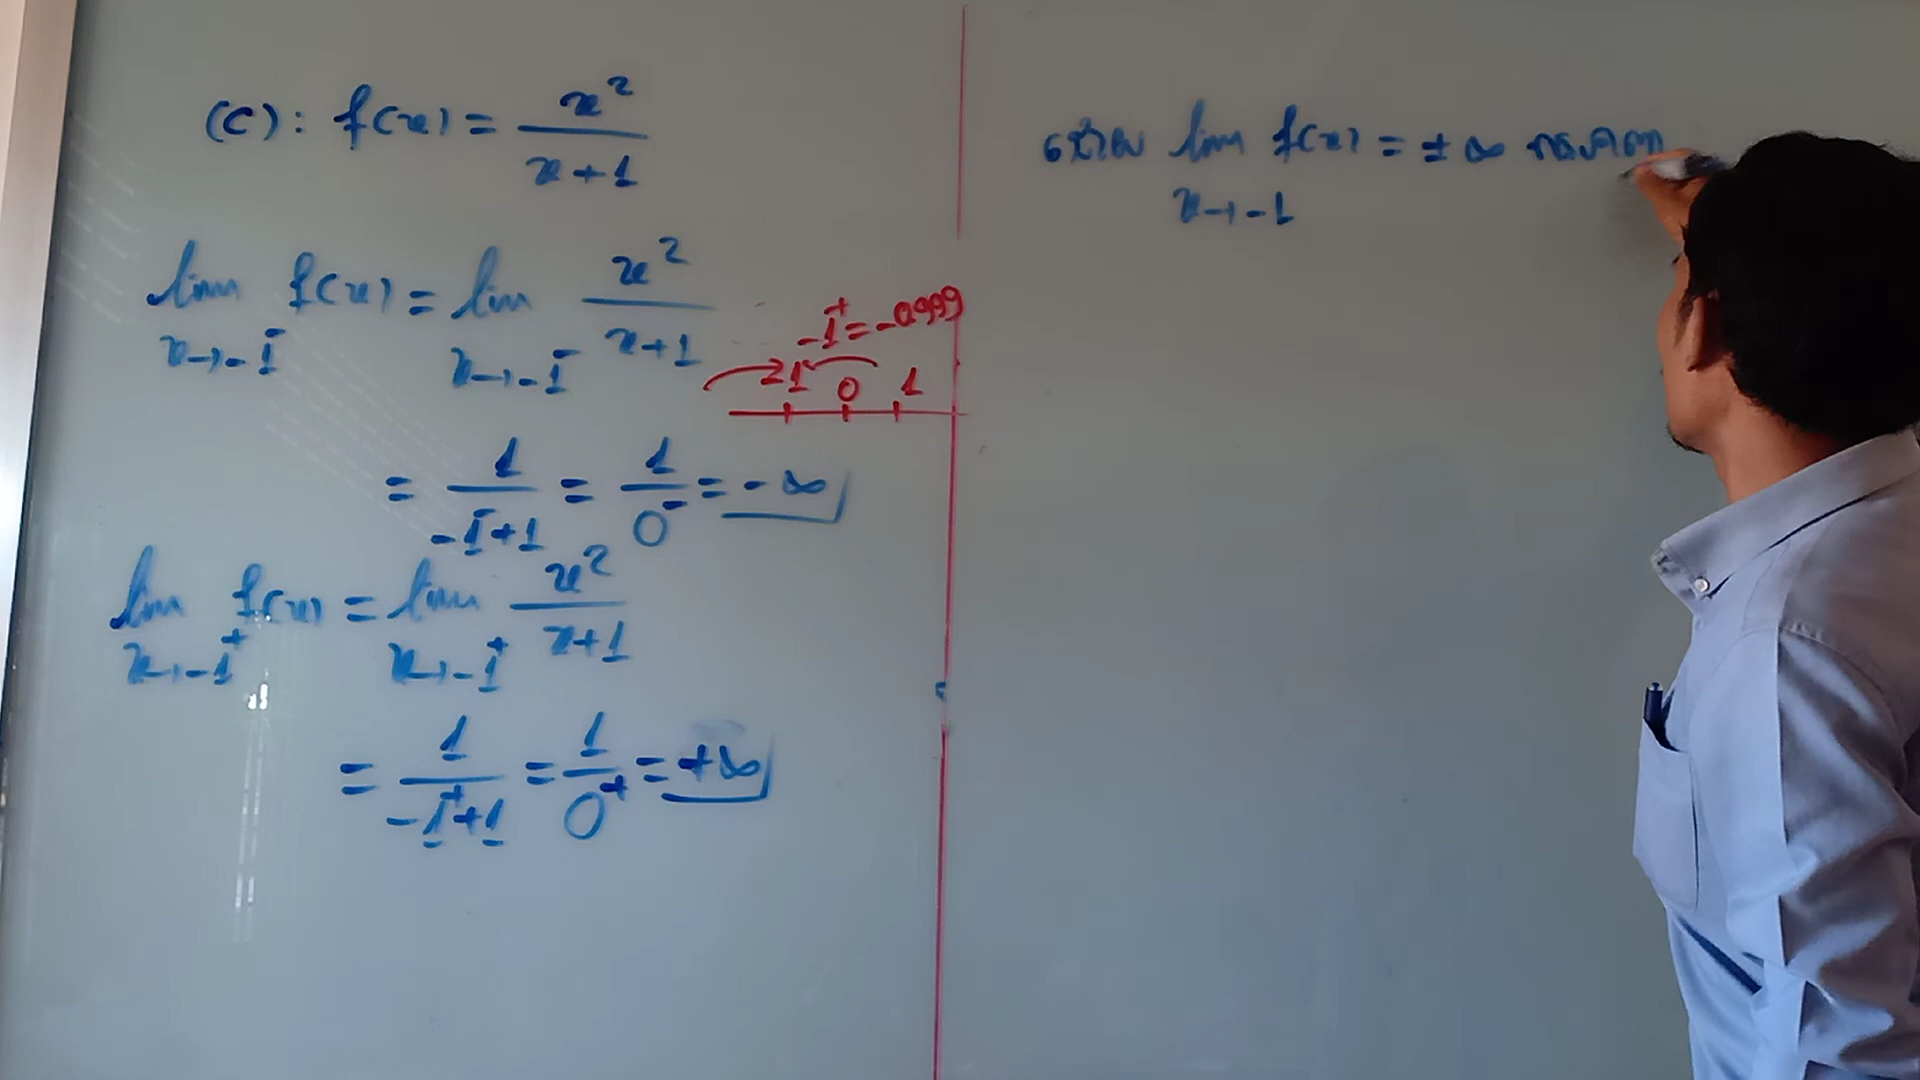 (C): f(x) = x²/(x+1)
lim f(x) = lim x²/(x+1)
x→-1⁻ x→-1⁻
-1⁺ = -0.999
-1 0 1
= 1/(-1⁻+1) = 1/0⁻ = -∞
lim f(x) = lim x²/(x+1)
x→-1⁺ x→-1⁺
= 1/(-1⁺+1) = 1/0⁺ = +∞
lim f(x) = ±∞
x→-1